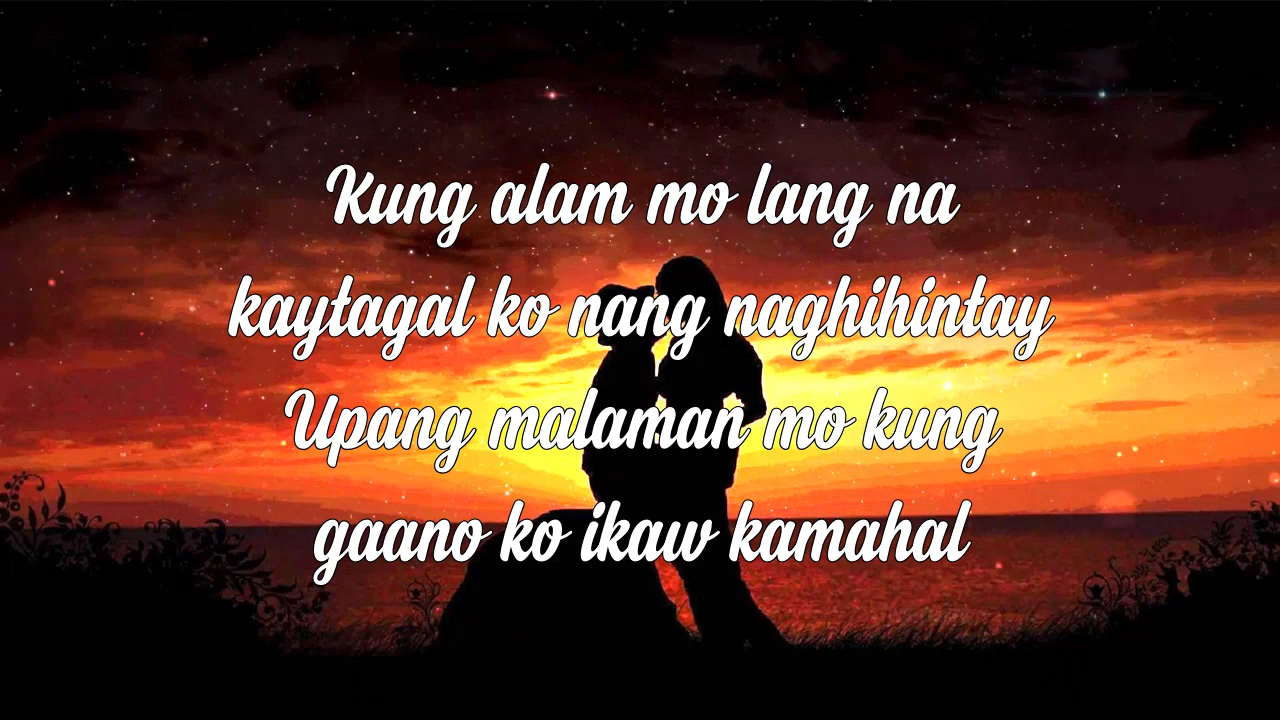 Kung alam mo lang na
kaytagal ko nang naghihintay
Upang malaman mo kung
gaano ko ikaw kamahal